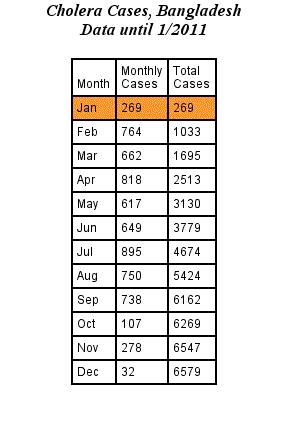 Cholera Cases, Bangladesh
Data until 1/2011
Month Monthly Cases Total Cases
Jan 269 269
Feb 764 1033
Mar 662 1695
Apr 818 2513
May 617 3130
Jun 649 3779
Jul 895 4674
Aug 750 5424
Sep 738 6162
Oct 107 6269
Nov 278 6547
Dec 32 6579